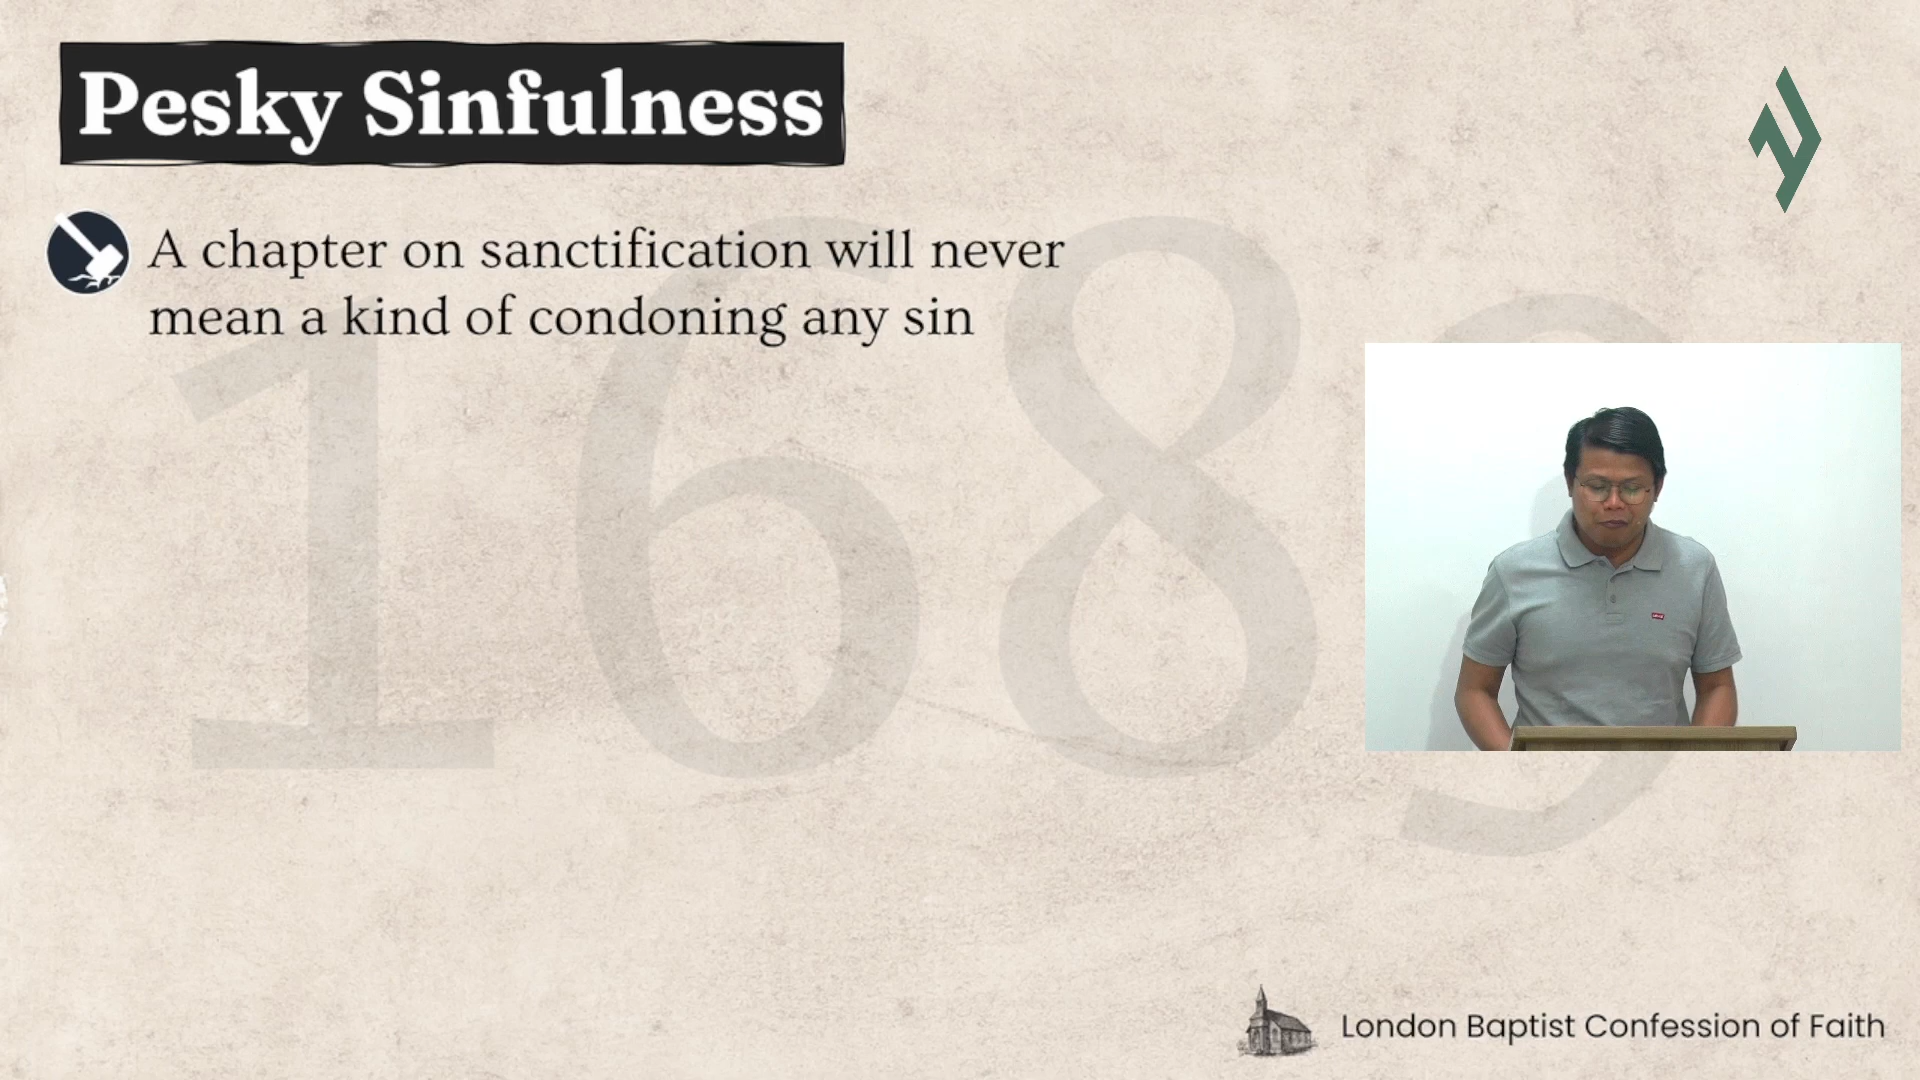 Pesky Sinfulness
A chapter on sanctification will never
mean a kind of condoning any sin
1689
London Baptist Confession of Faith